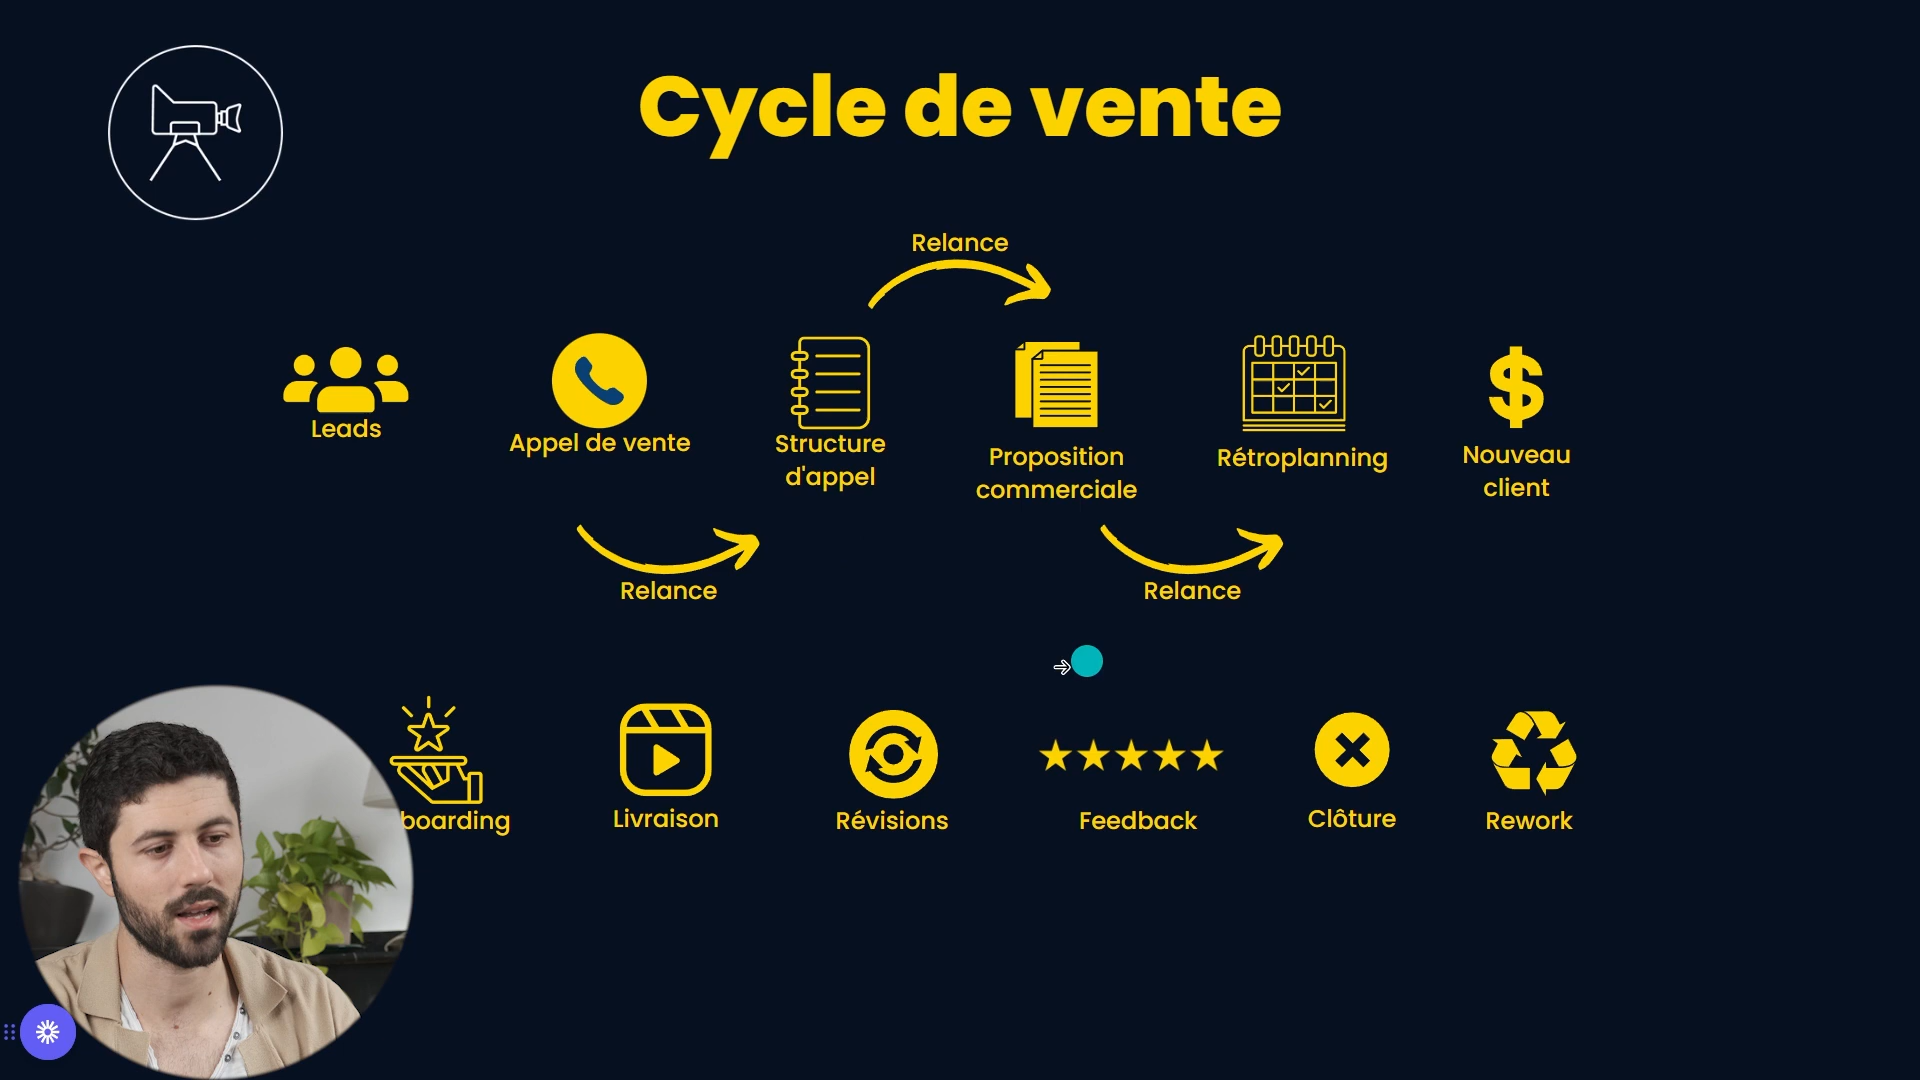 Cycle de vente
Relance
Leads
Appel de vente
Structure
d'appel
Proposition
commerciale
Rétroplanning
Nouveau
client
Relance
Relance
boarding
Livraison
Révisions
Feedback
Clôture
Rework